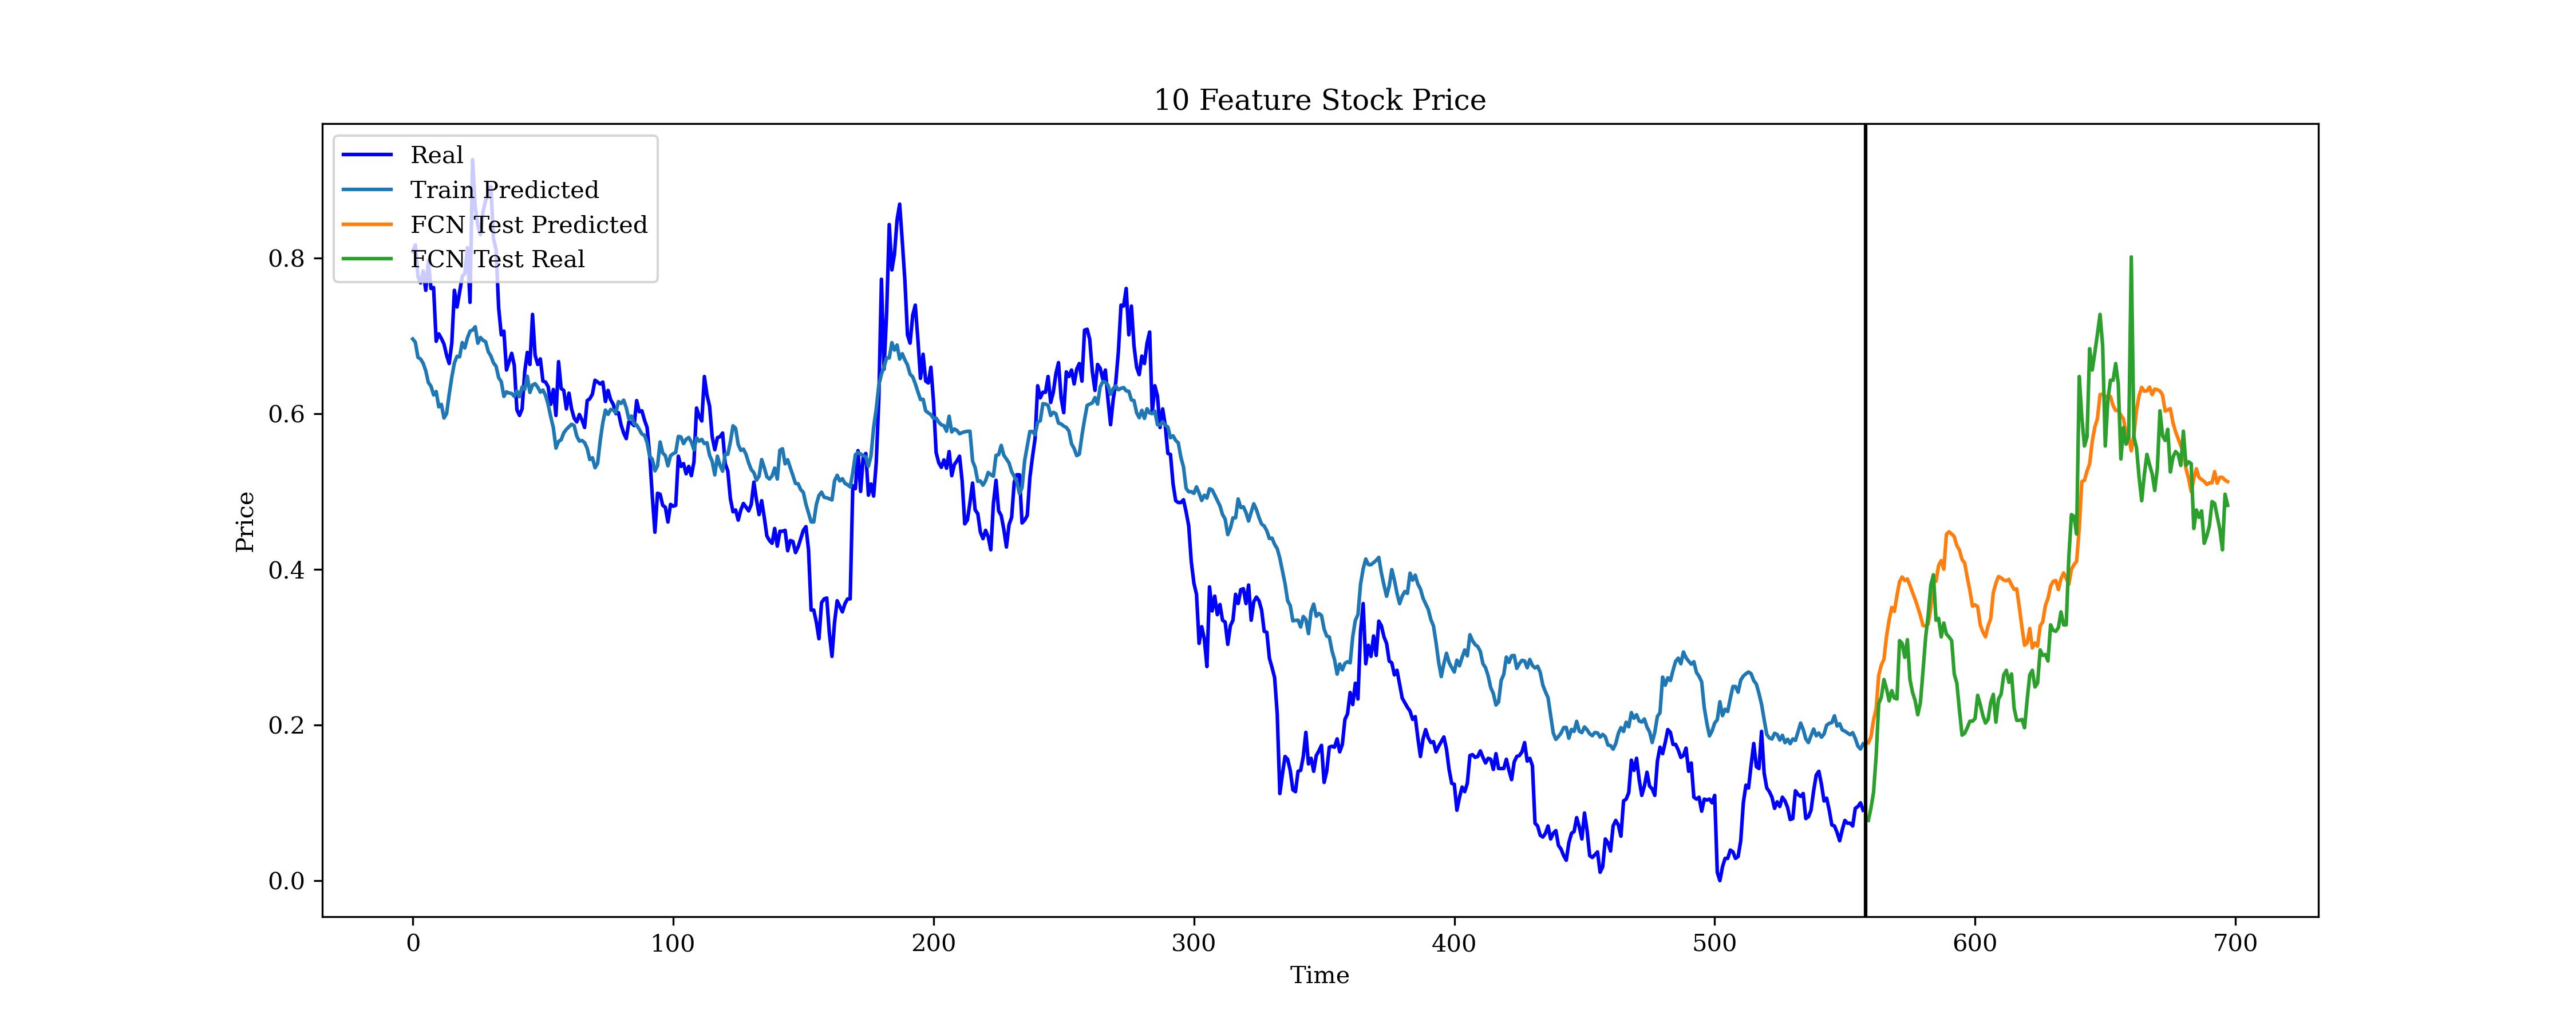 10 Feature Stock Price
Real
Train Predicted
FCN Test Predicted
FCN Test Real
0.8
0.6
0.4
0.2
0.0
Price
0 100 200 300 400 500 600 700
Time